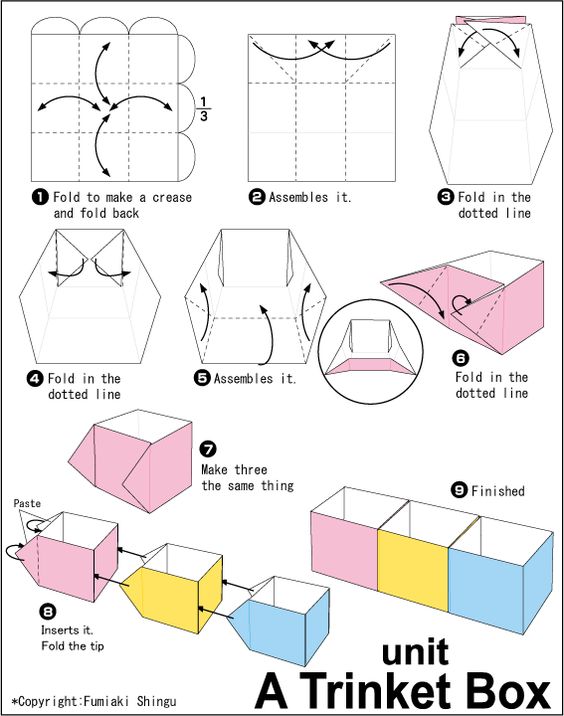 1
3
1 Fold to make a crease
and fold back
2 Assembles it.
3 Fold in the
dotted line
4 Fold in the
dotted line
5 Assembles it.
6
Fold in the
dotted line
7
Make three
the same thing
Paste
8
Inserts it.
Fold the tip
9 Finished
unit
A Trinket Box
*Copyright:Fumiaki Shingu